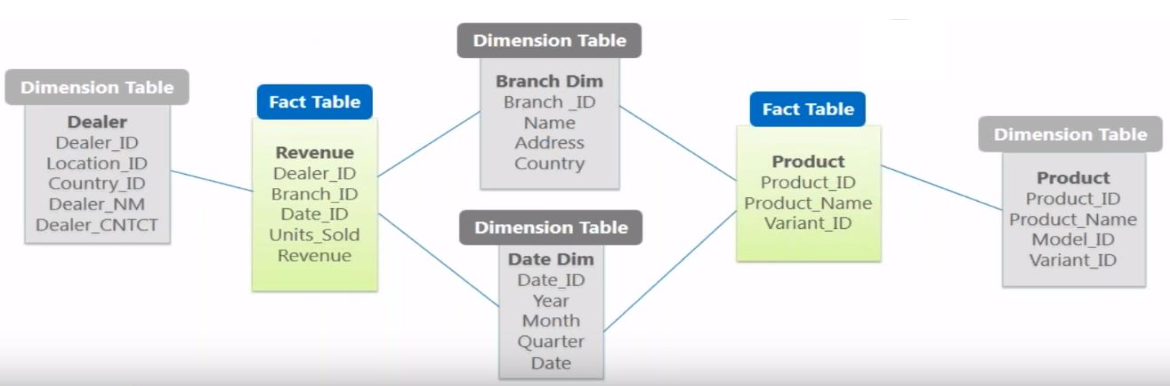 Dimension Table
Dealer
Dealer_ID
Location_ID
Country_ID
Dealer_NM
Dealer_CNTCT
Fact Table
Revenue
Dealer_ID
Branch_ID
Date_ID
Units_Sold
Revenue
Dimension Table
Branch Dim
Branch _ID
Name
Address
Country
Dimension Table
Date Dim
Date_ID
Year
Month
Quarter
Date
Fact Table
Product
Product_ID
Product_Name
Variant_ID
Dimension Table
Product
Product_ID
Product_Name
Model_ID
Variant_ID